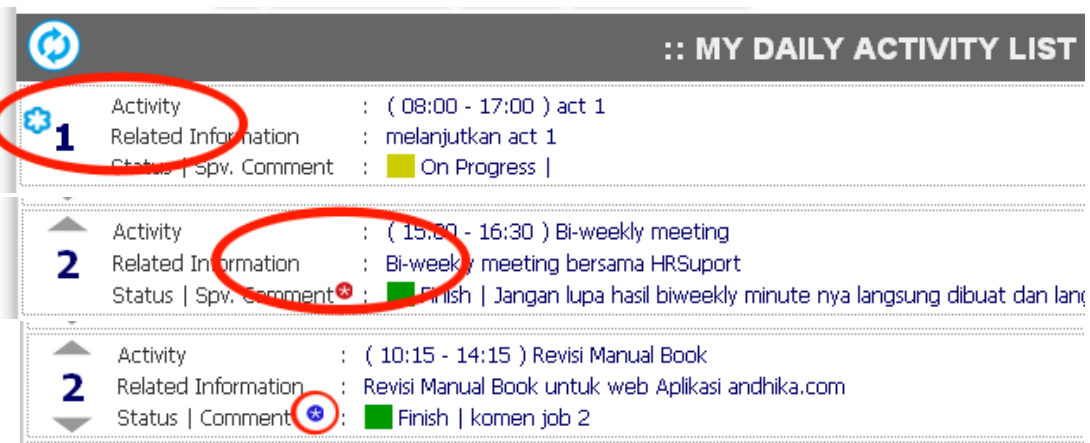 :: MY DAILY ACTIVITY LIST
1
Activity : ( 08:00 - 17:00 ) act 1
Related Information : melanjutkan act 1
Status | Spv. Comment : On Progress |
2
Activity : ( 15:00 - 16:30 ) Bi-weekly meeting
Related Information : Bi-weekly meeting bersama HRSuport
Status | Spv. Comment : Finish | Jangan lupa hasil biweekly minute nya langsung dibuat dan lang
2
Activity : ( 10:15 - 14:15 ) Revisi Manual Book
Related Information : Revisi Manual Book untuk web Aplikasi andhika.com
Status | Comment : Finish | komen job 2